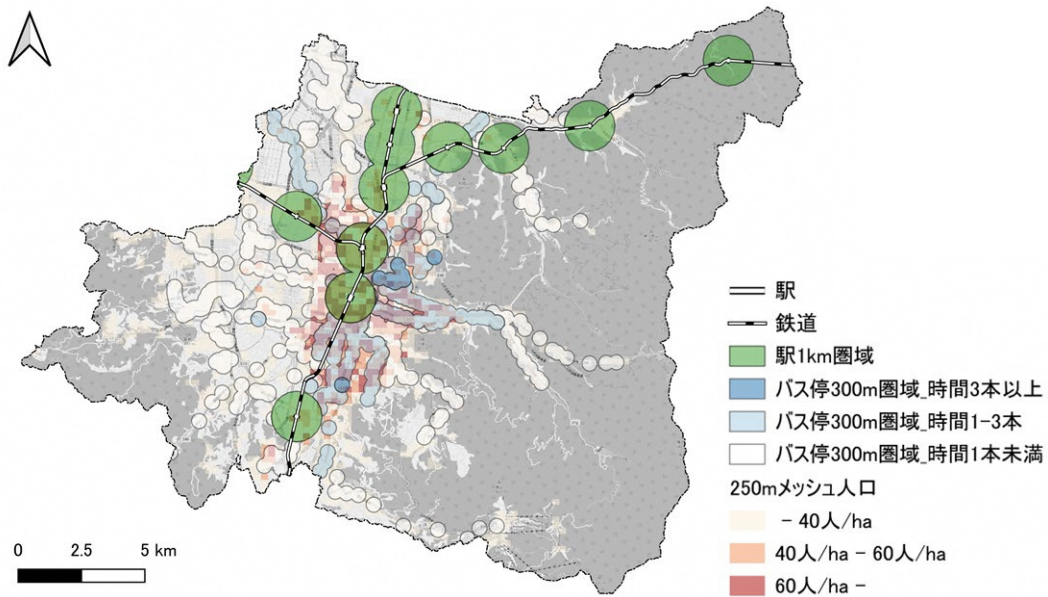 駅
鉄道
駅1km圏域
バス停300m圏域_時間3本以上
バス停300m圏域_時間1-3本
バス停300m圏域_時間1本未満
250mメッシュ人口
- 40人/ha
40人/ha - 60人/ha
60人/ha -
0 2.5 5 km